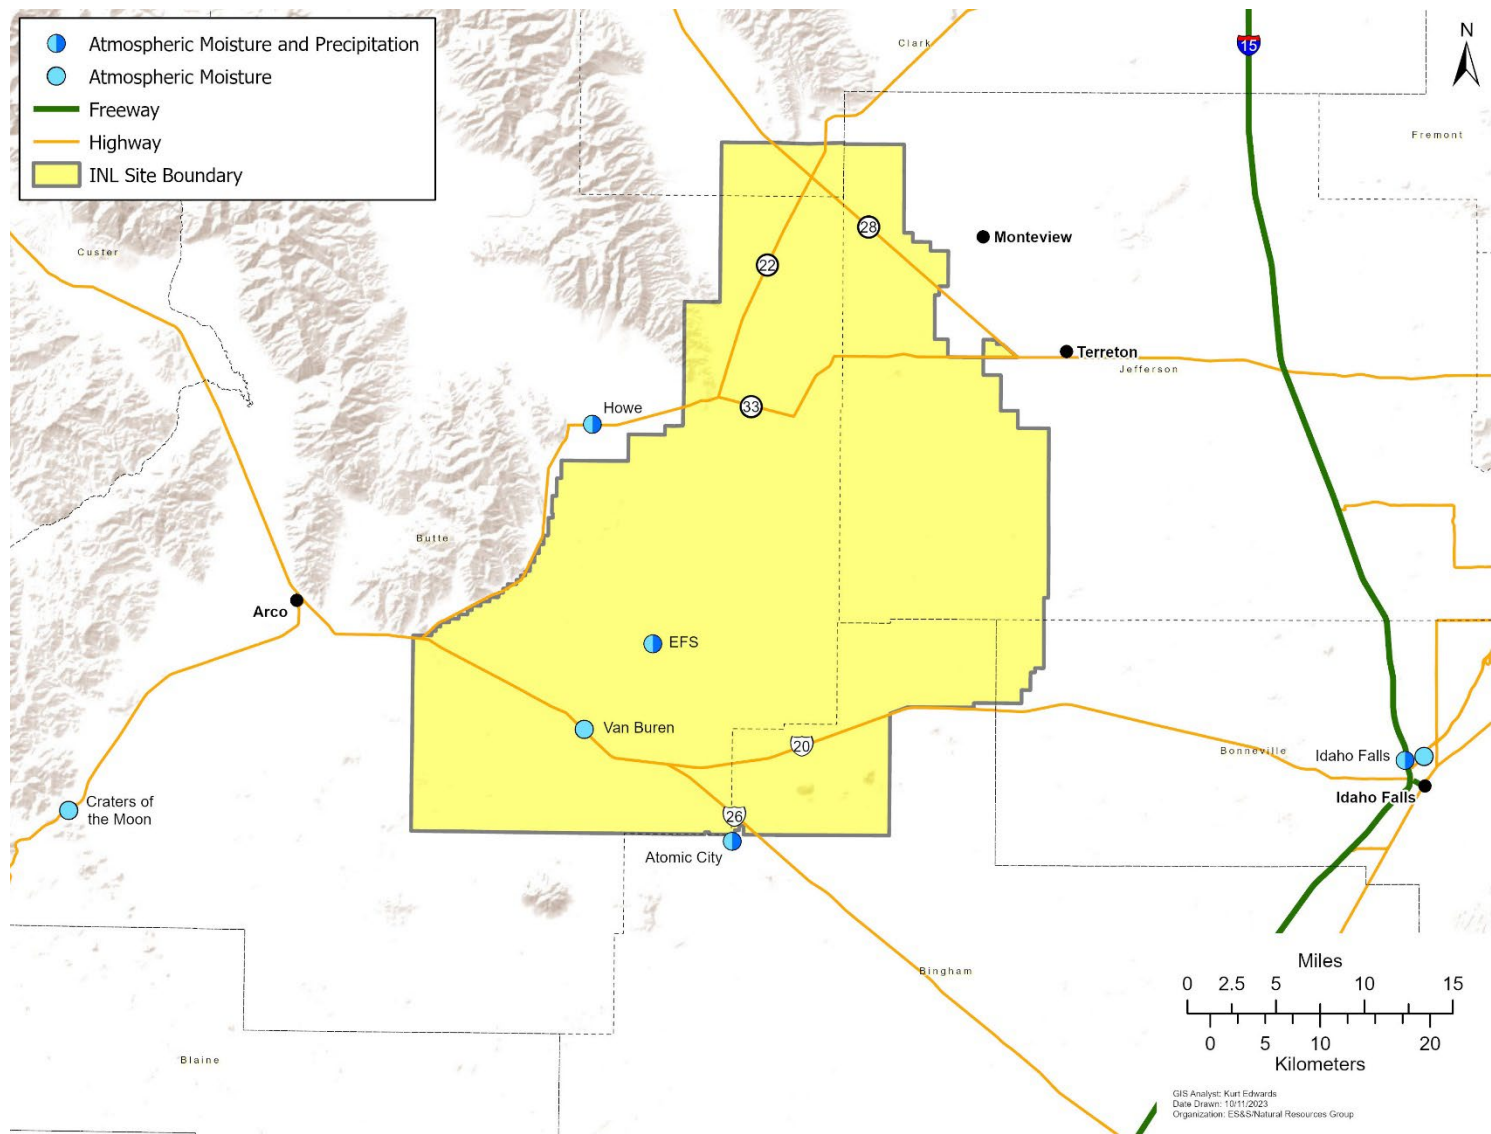 Atmospheric Moisture and Precipitation
Atmospheric Moisture
Freeway
Highway
INL Site Boundary
N
15
Clark
Fremont
Custer
28
Monteview
22
Terreton
Jefferson
Howe
33
Butte
Arco
EFS
Van Buren
20
Bonneville
Idaho Falls
Idaho Falls
Craters of
the Moon
26
Atomic City
Bingham
Blaine
Miles
0 2.5 5 10 15
0 5 10 20
Kilometers
GIS Analyst: Kurt Edwards
Date Drawn: 10/11/2023
Organization: ES&S/Natural Resources Group